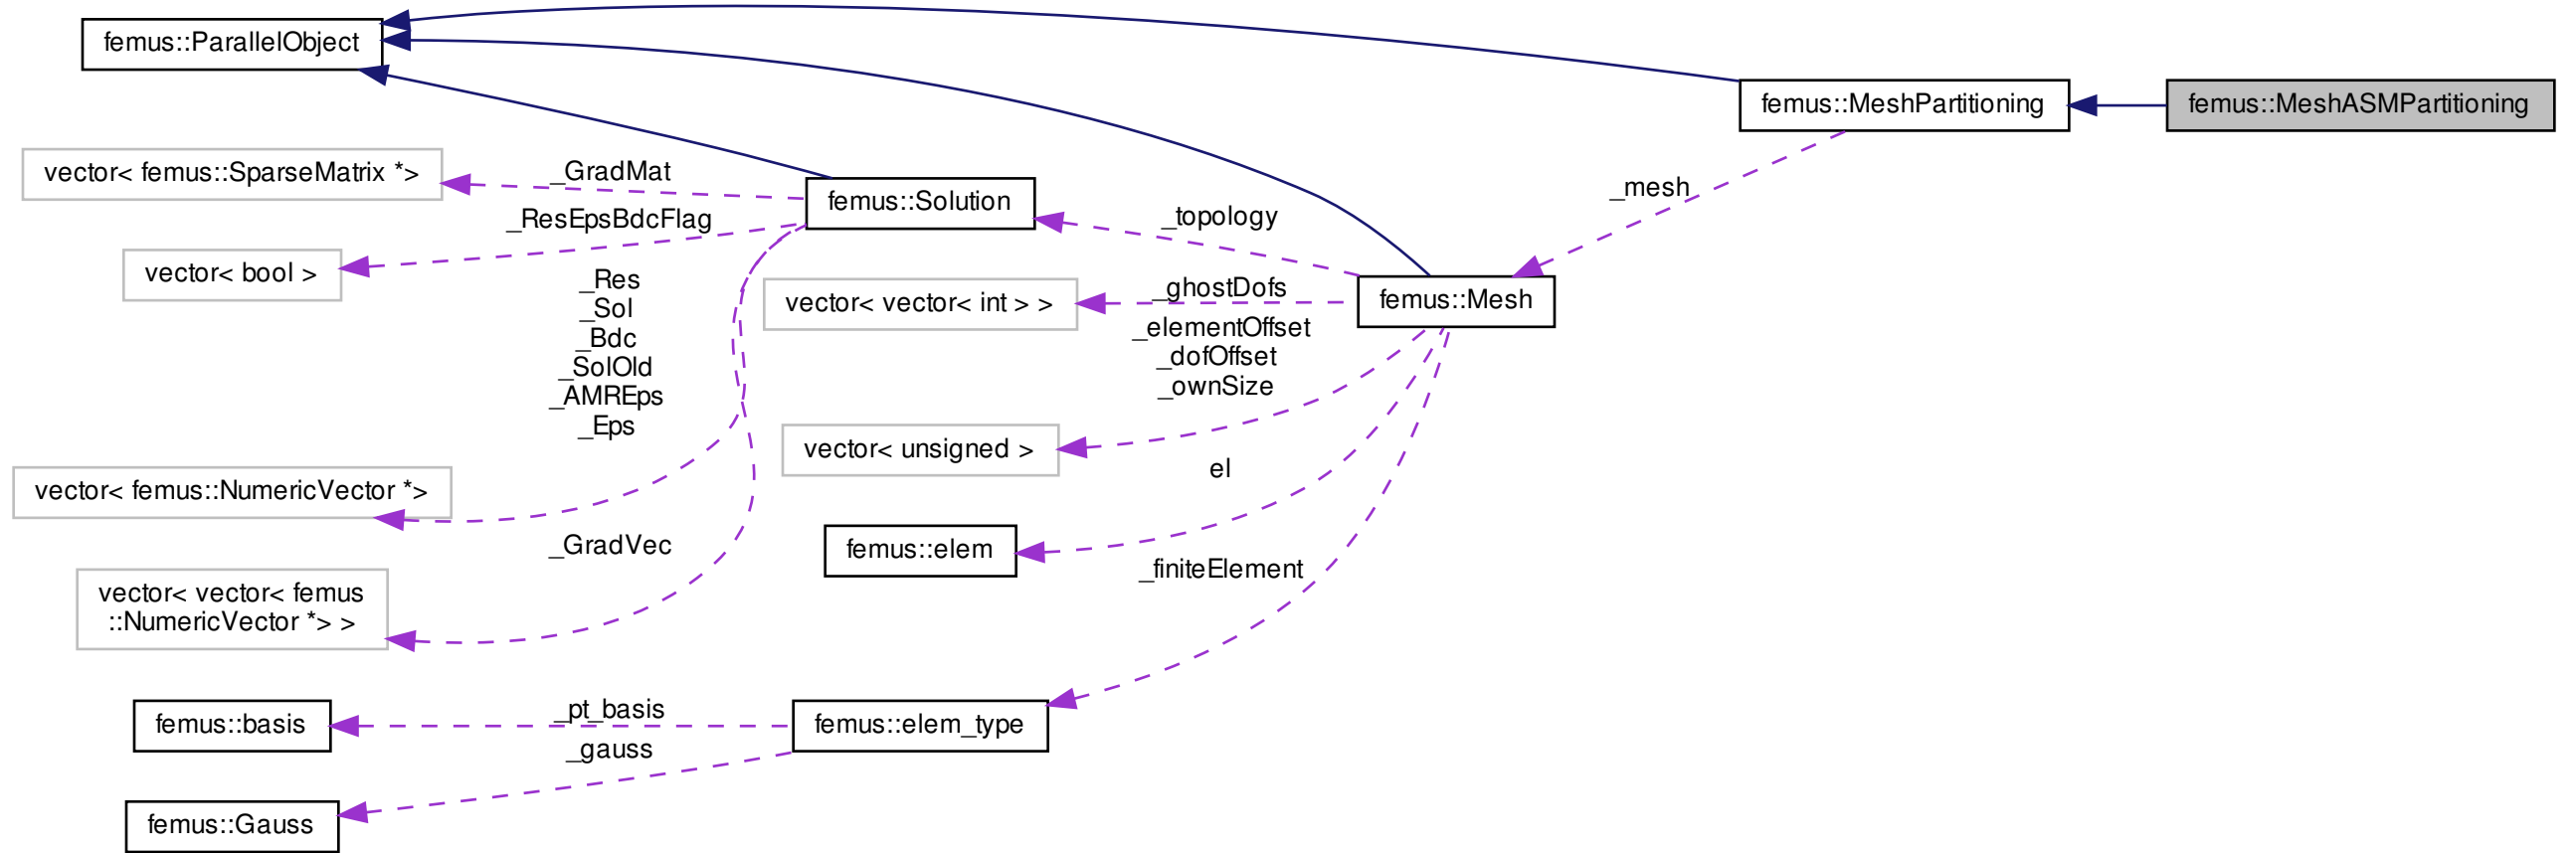 femus::ParallelObject
femus::MeshPartitioning
femus::MeshASMPartitioning
vector< femus::SparseMatrix *>
_GradMat
femus::Solution
_mesh
_ResEpsBdcFlag
_topology
vector< bool >
_Res
_Sol
_Bdc
_SolOld
_AMREps
_Eps
vector< vector< int > >
_ghostDofs
femus::Mesh
_elementOffset
_dofOffset
_ownSize
vector< unsigned >
el
vector< femus::NumericVector *>
_GradVec
femus::elem
_finiteElement
vector< vector< femus
::NumericVector *> >
femus::basis
_pt_basis
femus::elem_type
_gauss
femus::Gauss